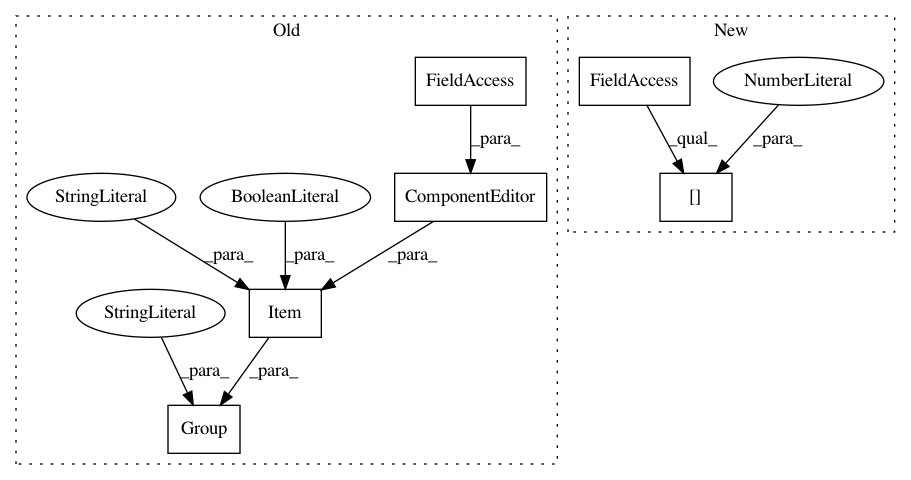 Old
New
FieldAccess
FieldAccess
NumberLiteral
_para_
_qual_
_para_
StringLiteral
BooleanLiteral
ComponentEditor
[]
_para_
_para_
_para_
StringLiteral
Item
_para_
_para_
Group